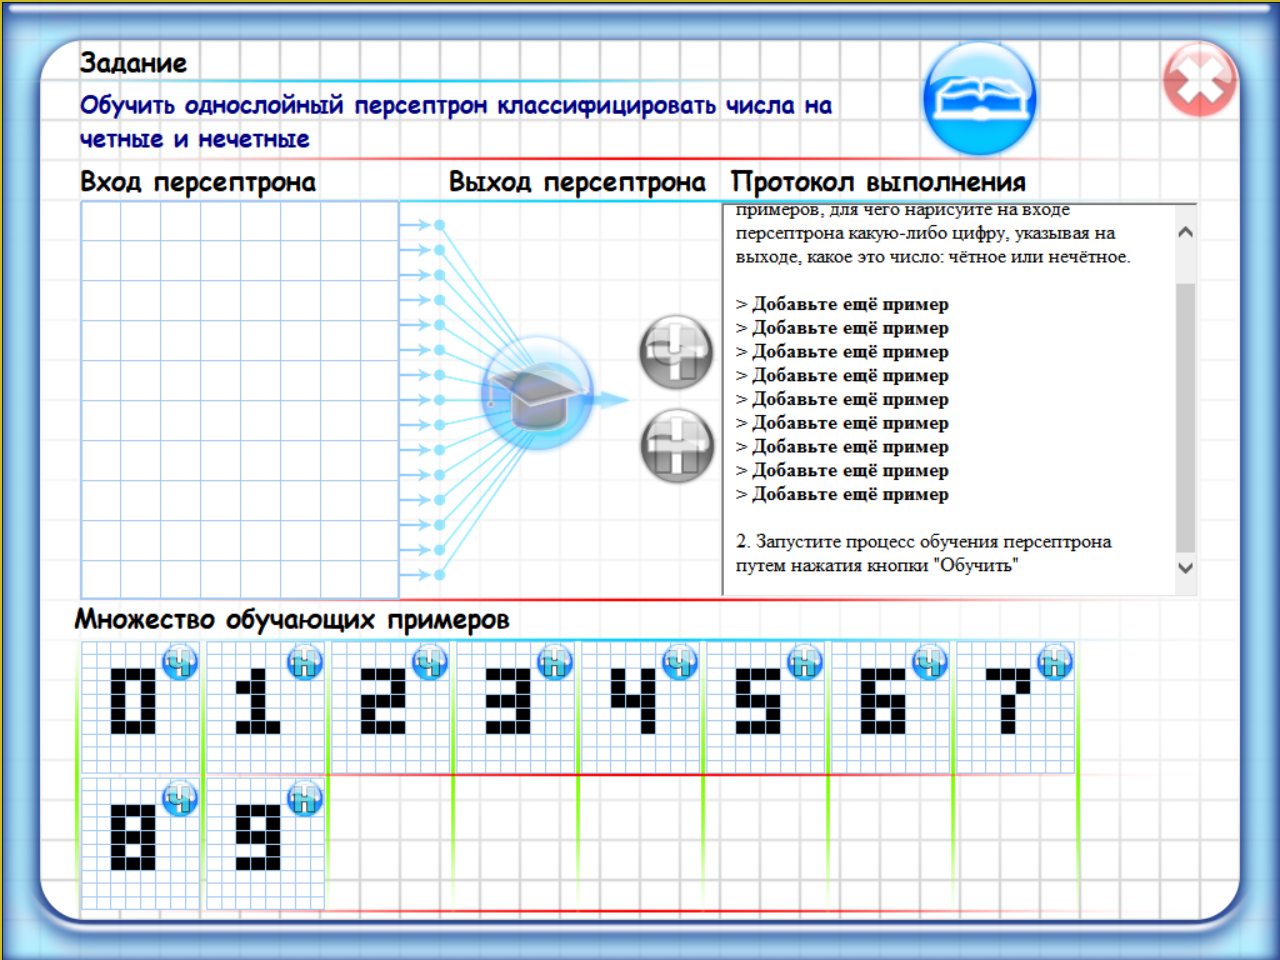 Задание
Обучить однослойный персептрон классифицировать числа на
четные и нечетные
Вход персептрона
Выход персептрона
Протокол выполнения
примеров, для чего нарисуйте на входе
персептрона какую-либо цифру, указывая на
выходе, какое это число: чётное или нечётное.
> Добавьте ещё пример
> Добавьте ещё пример
> Добавьте ещё пример
> Добавьте ещё пример
> Добавьте ещё пример
> Добавьте ещё пример
> Добавьте ещё пример
> Добавьте ещё пример
> Добавьте ещё пример
2. Запустите процесс обучения персептрона
путем нажатия кнопки "Обучить"
Ч
Н
Множество обучающих примеров
0 Ч 1 Н 2 Ч 3 Н 4 Ч 5 Н 6 Ч 7 Н
8 Ч 9 Н